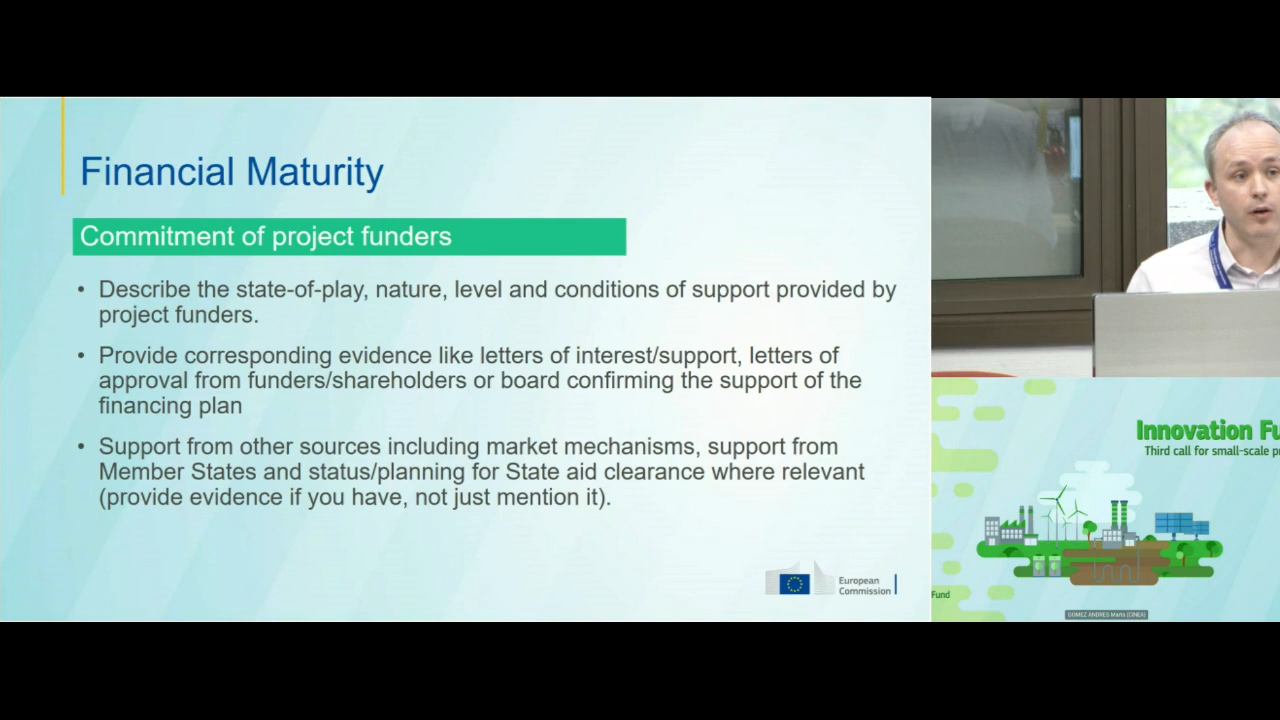 Financial Maturity
Commitment of project funders
• Describe the state-of-play, nature, level and conditions of support provided by
project funders.
• Provide corresponding evidence like letters of interest/support, letters of
approval from funders/shareholders or board confirming the support of the
financing plan
• Support from other sources including market mechanisms, support from
Member States and status/planning for State aid clearance where relevant
(provide evidence if you have, not just mention it).
European
Commission
Innovation Fu
Third call for small-scale p
Fund
GOMEZ ANDRES Marta (CINEA)